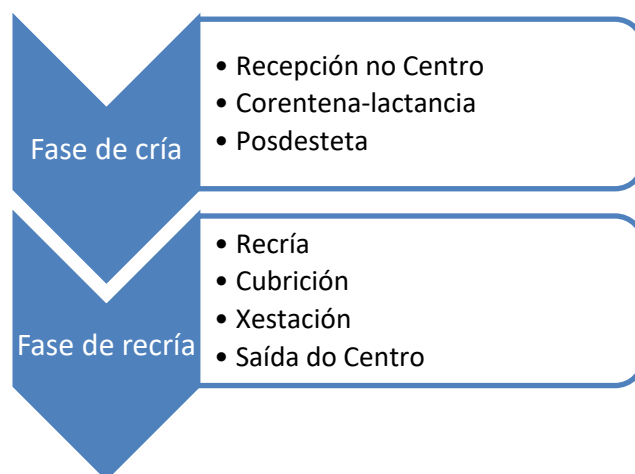 Fase de cría
• Recepción no Centro
• Corentena-lactancia
• Posdesteta
Fase de recría
• Recría
• Cubrición
• Xestación
• Saída do Centro